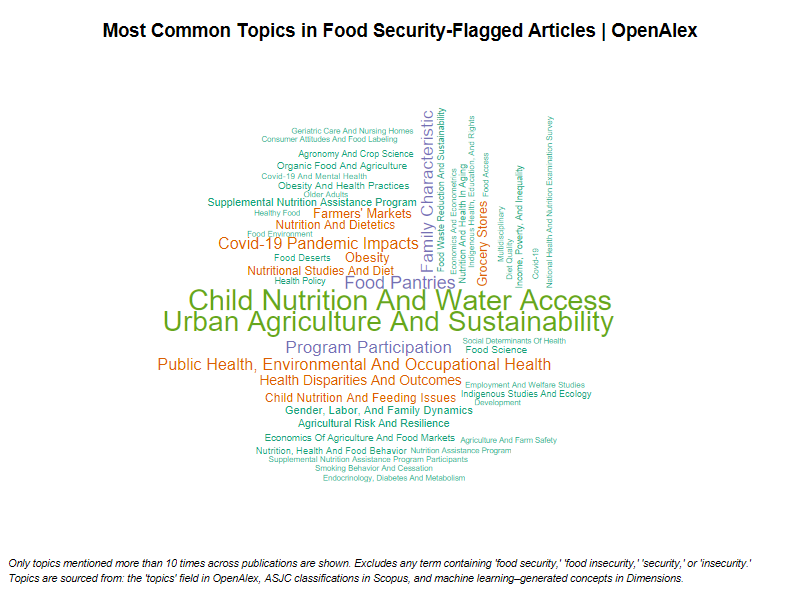 Most Common Topics in Food Security-Flagged Articles | OpenAlex
Geriatric Care And Nursing Homes
Consumer Attitudes And Food Labeling
Agronomy And Crop Science
Organic Food And Agriculture
Covid-19 And Mental Health
Obesity And Health Practices
Older Adults
Supplemental Nutrition Assistance Program
Healthy Food
Farmers' Markets
Nutrition And Dietetics
Food Environment
Covid-19 Pandemic Impacts
Food Deserts
Obesity
Nutritional Studies And Diet
Health Policy
Food Pantries
Family Characteristic
Food Waste Reduction And Sustainability
Economics And Econometrics
Nutrition And Health In Aging
Indigenous Health, Education, And Rights
Grocery Stores
Food Access
Multidisciplinary
Diet Quality
Income, Poverty, And Inequality
Covid-19
National Health And Nutrition Examination Survey
Child Nutrition And Water Access
Urban Agriculture And Sustainability
Program Participation
Social Determinants Of Health
Food Science
Public Health, Environmental And Occupational Health
Health Disparities And Outcomes
Employment And Welfare Studies
Child Nutrition And Feeding Issues
Indigenous Studies And Ecology
Development
Gender, Labor, And Family Dynamics
Agricultural Risk And Resilience
Economics Of Agriculture And Food Markets
Agriculture And Farm Safety
Nutrition, Health And Food Behavior
Nutrition Assistance Program
Supplemental Nutrition Assistance Program Participants
Smoking Behavior And Cessation
Endocrinology, Diabetes And Metabolism
Only topics mentioned more than 10 times across publications are shown. Excludes any term containing 'food security,' 'food insecurity,' 'security,' or 'insecurity.'
Topics are sourced from: the 'topics' field in OpenAlex, ASJC classifications in Scopus, and machine learning–generated concepts in Dimensions.